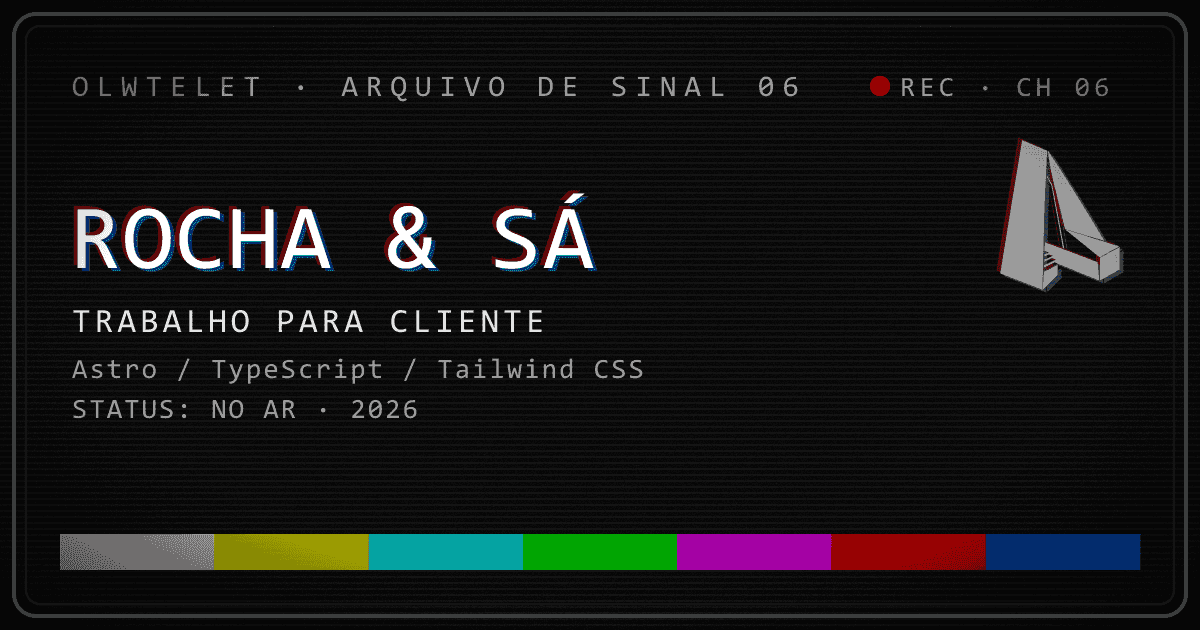 OLWTELET · ARQUIVO DE SINAL 06
REC · CH 06
ROCHA & SÁ
TRABALHO PARA CLIENTE
Astro / TypeScript / Tailwind CSS
STATUS: NO AR · 2026